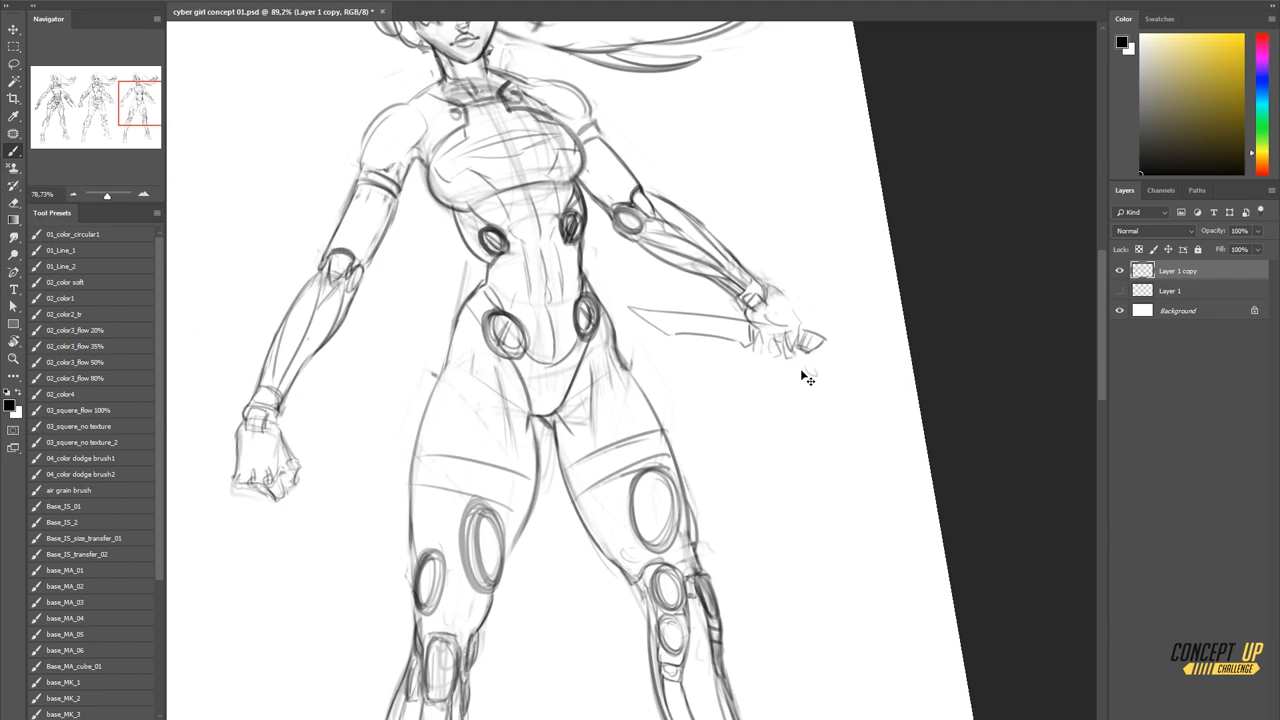 cyber girl concept 01.psd @ 89,2% (Layer 1 copy, RGB/8) *
Navigator
78,73%
Tool Presets
01_color_circular1
01_Line_1
01_Line_2
02_color soft
02_color1
02_color2_tr
02_color3_flow 20%
02_color3_flow 35%
02_color3_flow 50%
02_color3_flow 80%
02_color4
03_squere_flow 100%
03_squere_no texture
03_squere_no texture_2
04_color dodge brush1
04_color dodge brush2
air grain brush
Base_IS_01
Base_IS_2
Base_IS_size_transfer_01
Base_IS_transfer_02
base_MA_01
base_MA_02
base_MA_03
base_MA_04
base_MA_05
base_MA_06
Base_MA_cube_01
base_MK_1
base_MK_2
base_MK_3
Color Swatches
Layers Channels Paths
Kind
Normal Opacity: 100%
Lock: Fill: 100%
Layer 1 copy
Layer 1
Background
CONCEPT UP
CHALLENGE